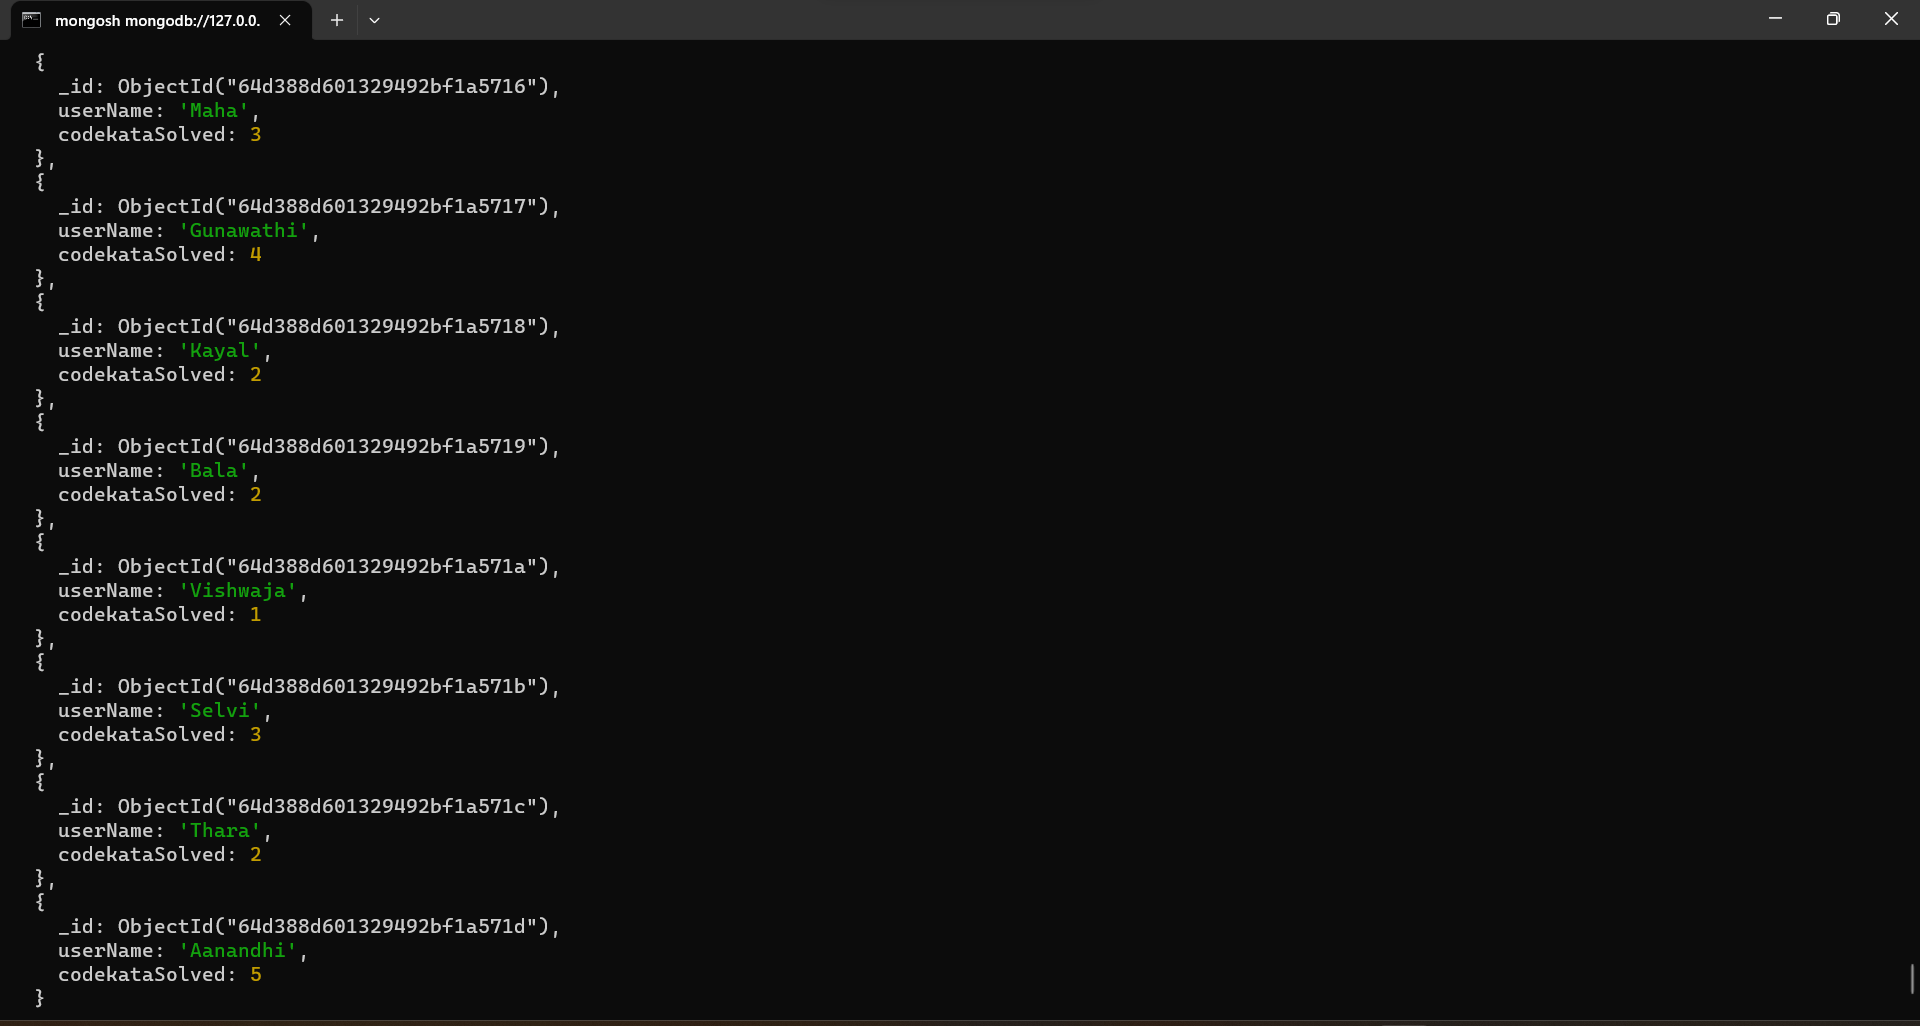 mongosh mongodb://127.0.0.
{
_id: ObjectId("64d388d601329492bf1a5716"),
userName: 'Maha',
codekataSolved: 3
},
{
_id: ObjectId("64d388d601329492bf1a5717"),
userName: 'Gunawathi',
codekataSolved: 4
},
{
_id: ObjectId("64d388d601329492bf1a5718"),
userName: 'Kayal',
codekataSolved: 2
},
{
_id: ObjectId("64d388d601329492bf1a5719"),
userName: 'Bala',
codekataSolved: 2
},
{
_id: ObjectId("64d388d601329492bf1a571a"),
userName: 'Vishwaja',
codekataSolved: 1
},
{
_id: ObjectId("64d388d601329492bf1a571b"),
userName: 'Selvi',
codekataSolved: 3
},
{
_id: ObjectId("64d388d601329492bf1a571c"),
userName: 'Thara',
codekataSolved: 2
},
{
_id: ObjectId("64d388d601329492bf1a571d"),
userName: 'Aanandhi',
codekataSolved: 5
}